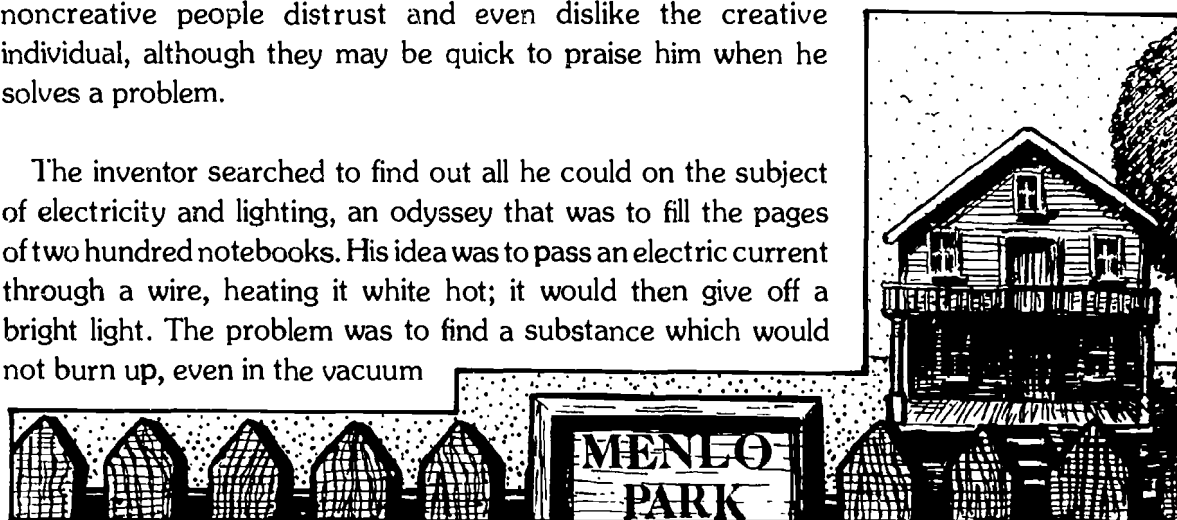 noncreative people distrust and even dislike the creative
individual, although they may be quick to praise him when he
solves a problem.
The inventor searched to find out all he could on the subject
of electricity and lighting, an odyssey that was to fill the pages
of two hundred notebooks. His idea was to pass an electric current
through a wire, heating it white hot; it would then give off a
bright light. The problem was to find a substance which would
not burn up, even in the vacuum
MENLO
PARK